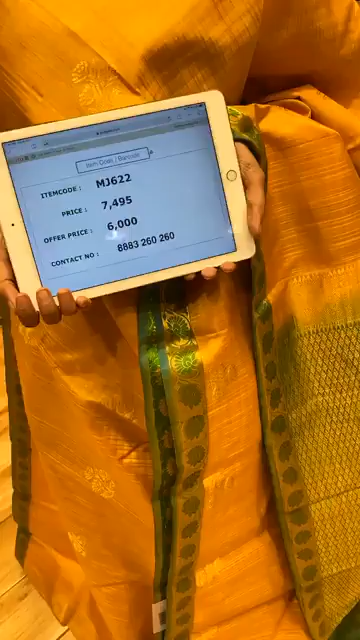 Item Code / Barcode
ITEMCODE : MJ622
PRICE : 7,495
OFFER PRICE : 6,000
CONTACT NO : 8883 260 260